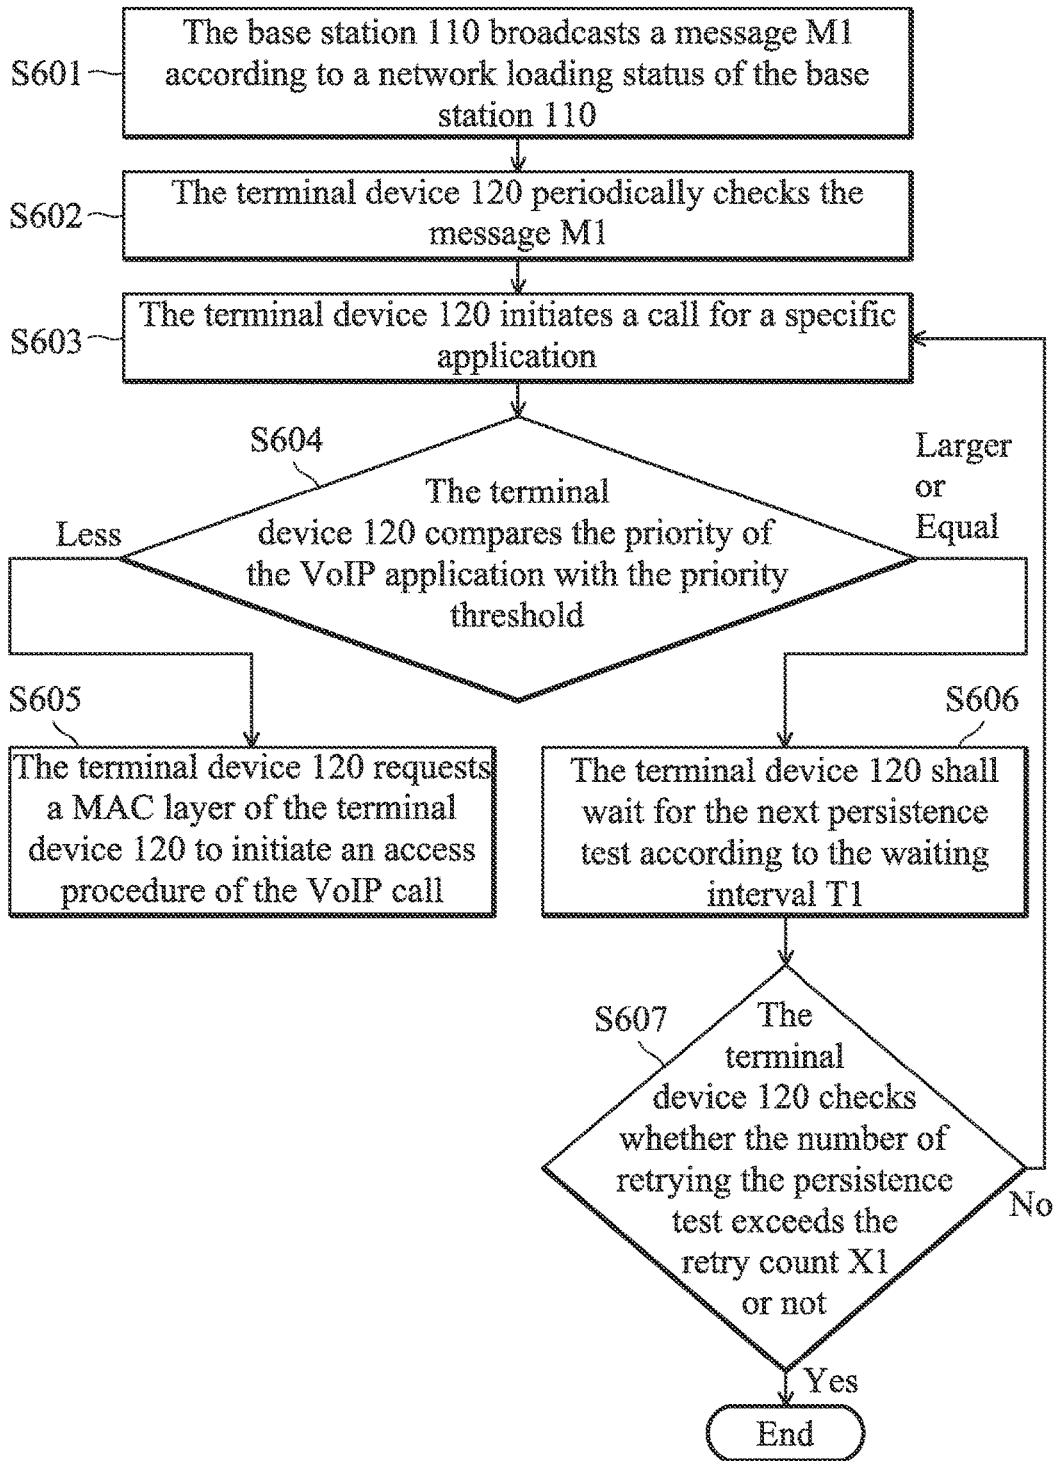 The base station 110 broadcasts a message M1
according to a network loading status of the base
station 110
S601
The terminal device 120 periodically checks the
message M1
S602
The terminal device 120 initiates a call for a specific
application
S603
S604
The terminal
device 120 compares the priority of
the VoIP application with the priority
threshold
Less
Larger
or
Equal
S605
The terminal device 120 requests
a MAC layer of the terminal
device 120 to initiate an access
procedure of the VoIP call
S606
The terminal device 120 shall
wait for the next persistence
test according to the waiting
interval T1
S607
The
terminal
device 120 checks
whether the number of
retrying the persistence
test exceeds the
retry count X1
or not
No
Yes
End